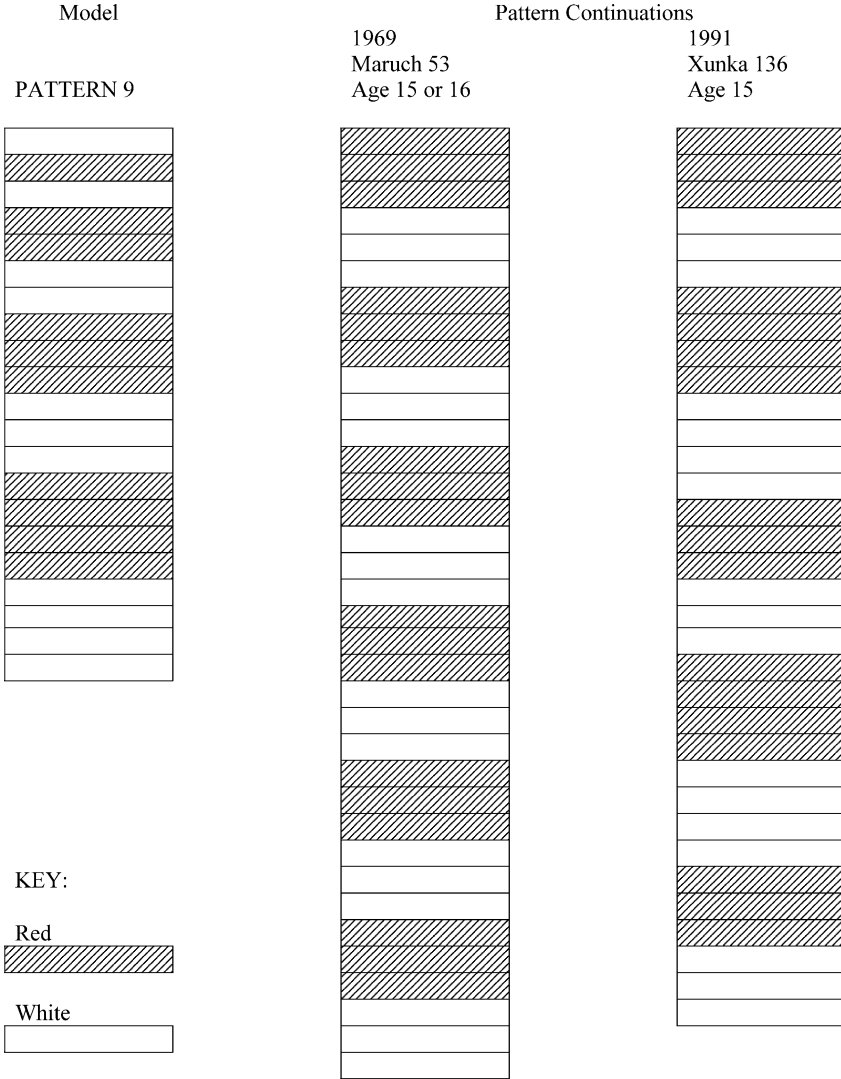 Model
Pattern Continuations
1969
Maruch 53
Age 15 or 16
1991
Xunka 136
Age 15
PATTERN 9
KEY:
Red
White